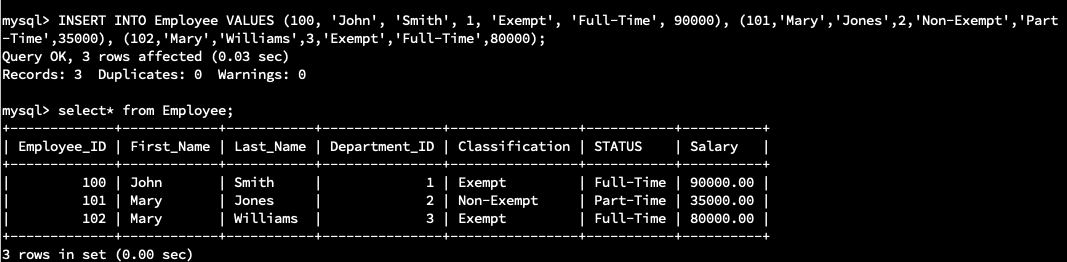 mysql> INSERT INTO Employee VALUES (100, 'John', 'Smith', 1, 'Exempt', 'Full-Time', 90000), (101,'Mary','Jones',2,'Non-Exempt','Par
t-Time',35000), (102,'Mary','Williams',3,'Exempt','Full-Time',80000);
Query OK, 3 rows affected (0.03 sec)
Records: 3  Duplicates: 0  Warnings: 0

mysql> select* from Employee;
+-------------+------------+-----------+---------------+----------------+-----------+----------+
| Employee_ID | First_Name | Last_Name | Department_ID | Classification | STATUS    | Salary   |
+-------------+------------+-----------+---------------+----------------+-----------+----------+
|         100 | John       | Smith     |             1 | Exempt         | Full-Time | 90000.00 |
|         101 | Mary       | Jones     |             2 | Non-Exempt     | Part-Time | 35000.00 |
|         102 | Mary       | Williams  |             3 | Exempt         | Full-Time | 80000.00 |
+-------------+------------+-----------+---------------+----------------+-----------+----------+
3 rows in set (0.00 sec)